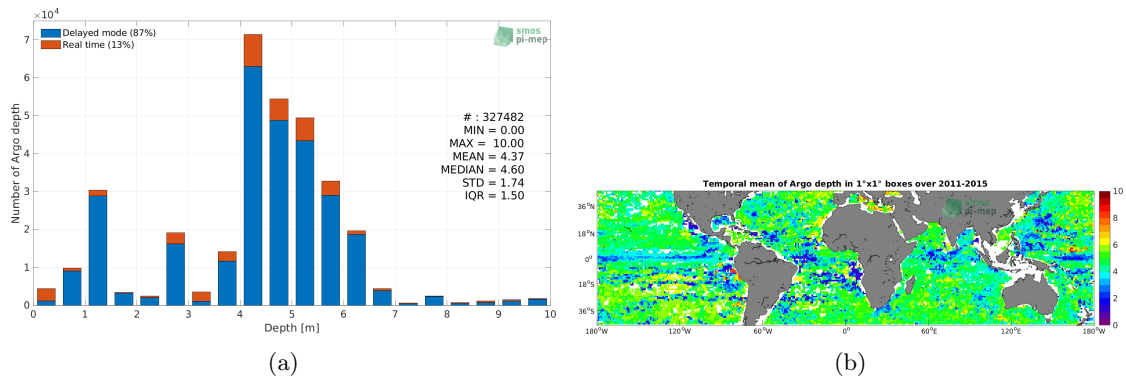 ×10⁴
Delayed mode (87%)
Real time (13%)
smos
pi-mep
7
6
5
4
3
2
1
0
Number of Argo depth
# : 327482
MIN = 0.00
MAX = 10.00
MEAN = 4.37
MEDIAN = 4.60
STD = 1.74
IQR = 1.50
0 1 2 3 4 5 6 7 8 9 10
Depth [m]
(a)
Temporal mean of Argo depth in 1°x1° boxes over 2011-2015
smos
pi-mep
36°N
18°N
0°
18°S
36°S
180°W 120°W 60°W 0° 60°E 120°E 180°W
10
8
6
4
2
0
(b)